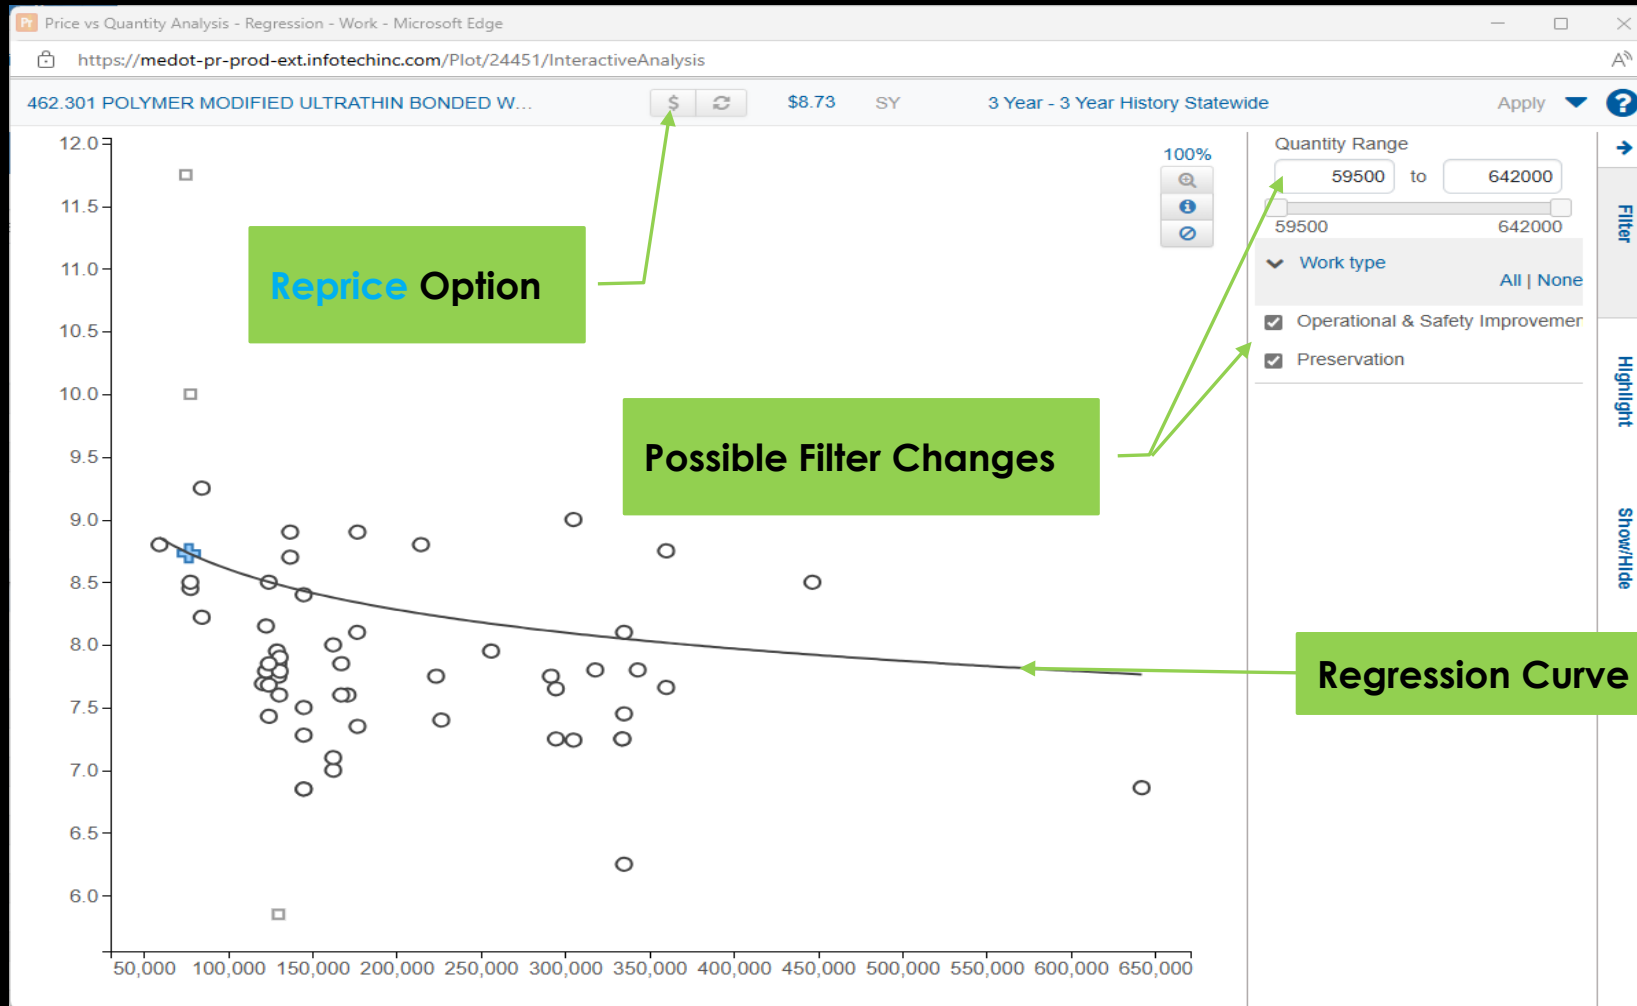 Pr Price vs Quantity Analysis - Regression - Work - Microsoft Edge
https://medot-pr-prod-ext.infotechinc.com/Plot/24451/InteractiveAnalysis
462.301 POLYMER MODIFIED ULTRATHIN BONDED W... $ $8.73 SY 3 Year - 3 Year History Statewide Apply ?
12.0
11.5
11.0
10.5
10.0
9.5
9.0
8.5
8.0
7.5
7.0
6.5
6.0
50,000 100,000 150,000 200,000 250,000 300,000 350,000 400,000 450,000 500,000 550,000 600,000 650,000
100%
Reprice Option
Possible Filter Changes
Regression Curve
Quantity Range
59500 to 642000
59500 642000
Work type
All | None
Operational & Safety Improvemen
Preservation
Filter
Highlight
Show/Hide